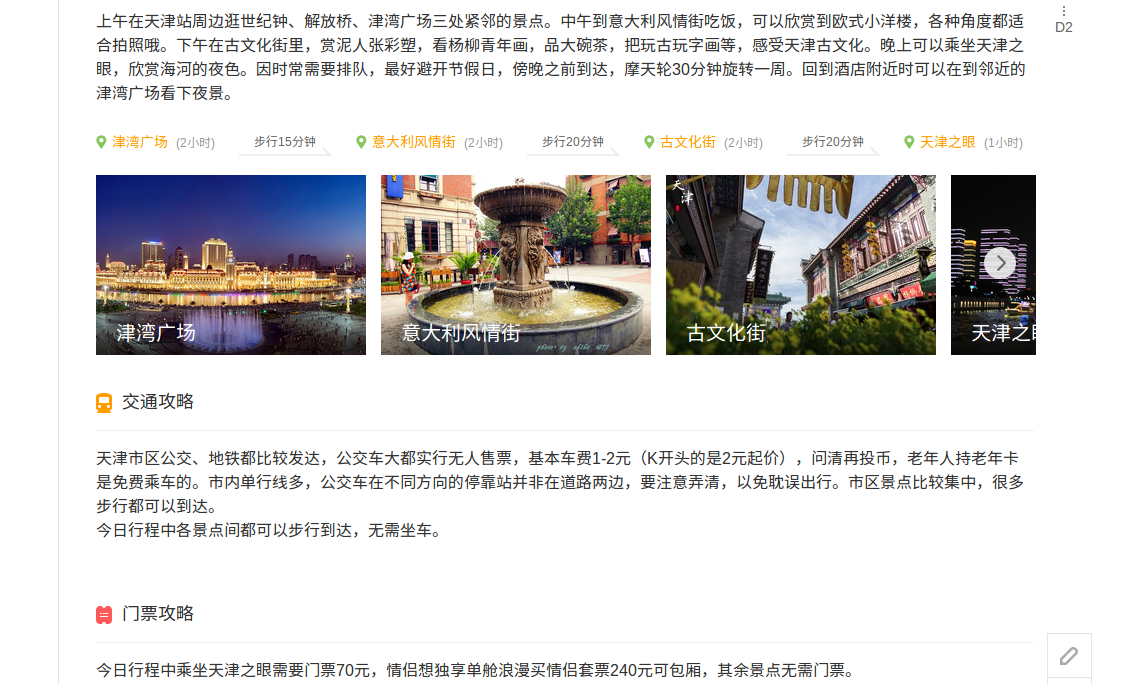 上午在天津站周边逛世纪钟、解放桥、津湾广场三处紧邻的景点。中午到意大利风情街吃饭，可以欣赏到欧式小洋楼，各种角度都适
合拍照哦。下午在古文化街里，赏泥人张彩塑，看杨柳青年画，品大碗茶，把玩古玩字画等，感受天津古文化。晚上可以乘坐天津之
眼，欣赏海河的夜色。因时常需要排队，最好避开节假日，傍晚之前到达，摩天轮30分钟旋转一周。回到酒店附近时可以在到邻近的
津湾广场看下夜景。
D2
津湾广场 (2小时) 步行15分钟 意大利风情街 (2小时) 步行20分钟 古文化街 (2小时) 步行20分钟 天津之眼 (1小时)
天津
津湾广场 意大利风情街 古文化街 天津之眼
交通攻略
天津市区公交、地铁都比较发达，公交车大都实行无人售票，基本车费1-2元（K开头的是2元起价），问清再投币，老年人持老年卡
是免费乘车的。市内单行线多，公交车在不同方向的停靠站并非在道路两边，要注意弄清，以免耽误出行。市区景点比较集中，很多
步行都可以到达。
今日行程中各景点间都可以步行到达，无需坐车。
门票攻略
今日行程中乘坐天津之眼需要门票70元，情侣想独享单舱浪漫买情侣套票240元可包厢，其余景点无需门票。